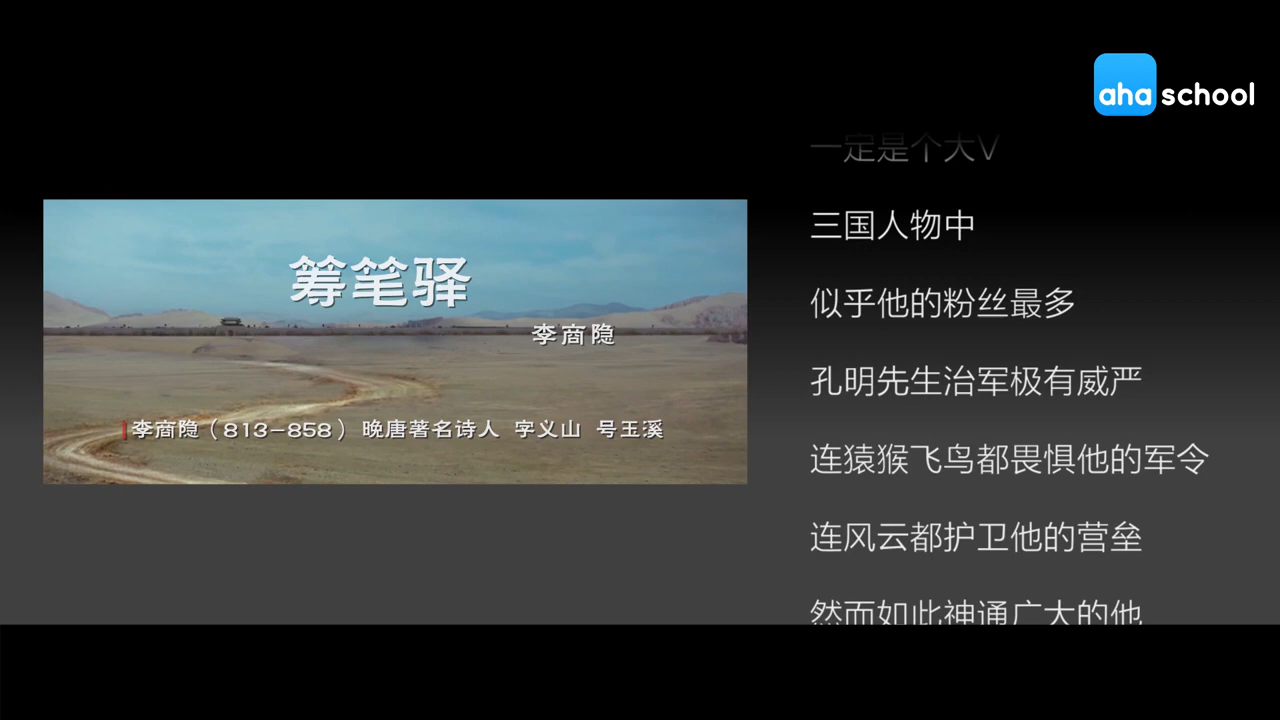 aha school
筹笔驿
李商隐
李商隐（813－858） 晚唐著名诗人 字义山 号玉溪
一定是个大V
三国人物中
似乎他的粉丝最多
孔明先生治军极有威严
连猿猴飞鸟都畏惧他的军令
连风云都护卫他的营垒
然而如此神通广大的他